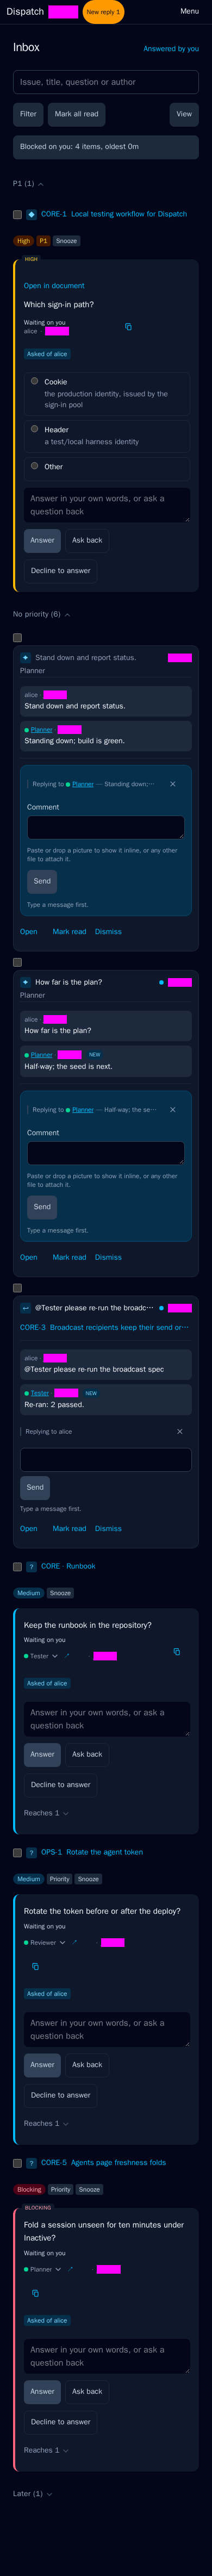 Dispatch
New reply 1
Menu
Inbox
Answered by you
Issue, title, question or author
Filter
Mark all read
View
Blocked on you: 4 items, oldest 0m
P1 (1)
CORE-1 Local testing workflow for Dispatch
High
P1
Snooze
HIGH
Open in document
Which sign-in path?
Waiting on you
alice ·
Asked of alice
Cookie
the production identity, issued by the
sign-in pool
Header
a test/local harness identity
Other
Answer in your own words, or ask a
question back
Answer
Ask back
Decline to answer
No priority (6)
Stand down and report status.
Planner
alice ·
Stand down and report status.
Planner ·
Standing down; build is green.
Replying to Planner — Standing down;…
Comment
Paste or drop a picture to show it inline, or any other
file to attach it.
Send
Type a message first.
Open
Mark read
Dismiss
How far is the plan?
Planner
alice ·
How far is the plan?
Planner ·
NEW
Half-way; the seed is next.
Replying to Planner — Half-way; the se…
Comment
Paste or drop a picture to show it inline, or any other
file to attach it.
Send
Type a message first.
Open
Mark read
Dismiss
@Tester please re-run the broadc…
CORE-3 Broadcast recipients keep their send or…
alice ·
@Tester please re-run the broadcast spec
Tester ·
NEW
Re-ran: 2 passed.
Replying to alice
Send
Type a message first.
Open
Mark read
Dismiss
? CORE · Runbook
Medium
Snooze
Keep the runbook in the repository?
Waiting on you
Tester ·
Asked of alice
Answer in your own words, or ask a
question back
Answer
Ask back
Decline to answer
Reaches 1
? OPS-1 Rotate the agent token
Medium
Priority
Snooze
Rotate the token before or after the deploy?
Waiting on you
Reviewer ·
Asked of alice
Answer in your own words, or ask a
question back
Answer
Ask back
Decline to answer
Reaches 1
? CORE-5 Agents page freshness folds
Blocking
Priority
Snooze
BLOCKING
Fold a session unseen for ten minutes under
Inactive?
Waiting on you
Planner ·
Asked of alice
Answer in your own words, or ask a
question back
Answer
Ask back
Decline to answer
Reaches 1
Later (1)